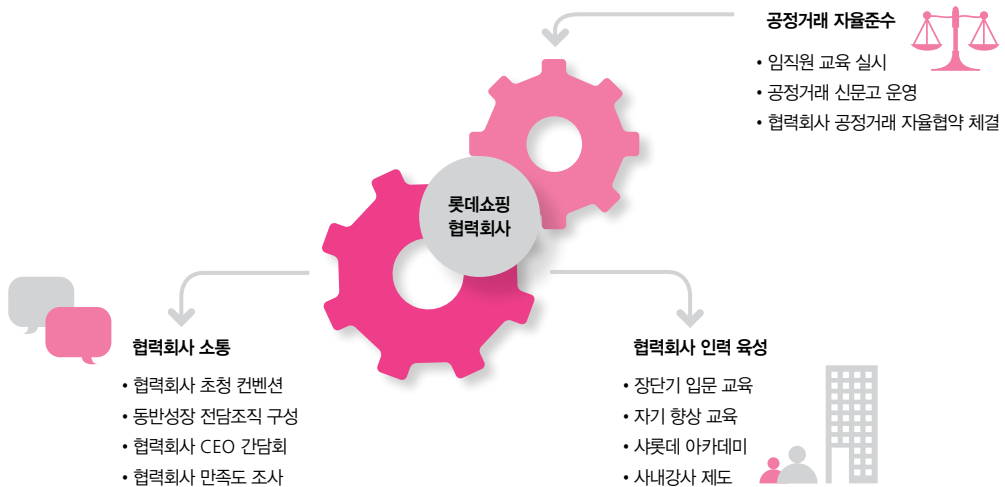 공정거래 자율준수
• 임직원 교육 실시
• 공정거래 신문고 운영
• 협력회사 공정거래 자율협약 체결
롯데쇼핑
협력회사
협력회사 소통
• 협력회사 초청 컨벤션
• 동반성장 전담조직 구성
• 협력회사 CEO 간담회
• 협력회사 만족도 조사
협력회사 인력 육성
• 장단기 입문 교육
• 자기 향상 교육
• 샤롯데 아카데미
• 사내강사 제도